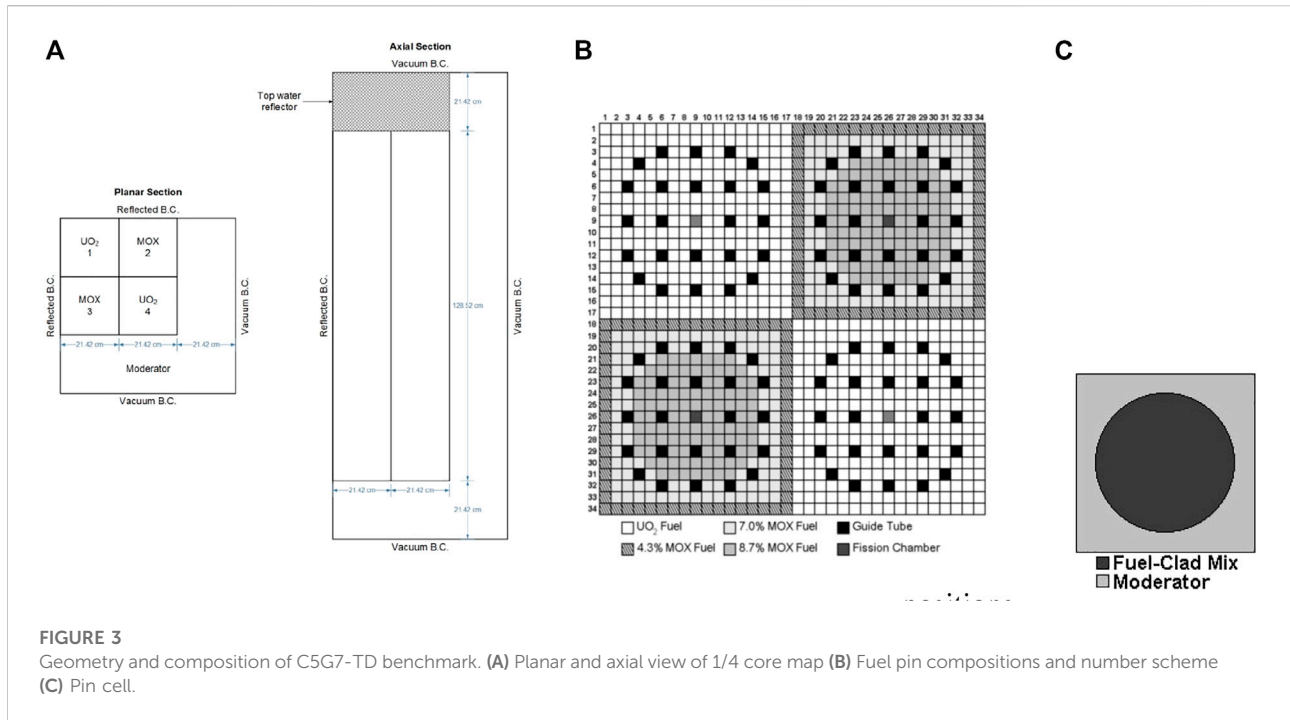 A
B
C
Axial Section
Vacuum B.C.
Top water
reflector
21.42 cm
128.52 cm
Reflected B.C.
Vacuum B.C.
21.42 cm
21.42 cm
21.42 cm
Vacuum B.C.
Planar Section
Reflected B.C.
UO2
1
MOX
2
MOX
3
UO2
4
Reflected B.C.
Vacuum B.C.
21.42 cm
21.42 cm
21.42 cm
Moderator
Vacuum B.C.
1 2 3 4 5 6 7 8 9 10 11 12 13 14 15 16 17 18 19 20 21 22 23 24 25 26 27 28 29 30 31 32 33 34
1
2
3
4
5
6
7
8
9
10
11
12
13
14
15
16
17
18
19
20
21
22
23
24
25
26
27
28
29
30
31
32
33
34
UO2 Fuel 7.0% MOX Fuel Guide Tube
4.3% MOX Fuel 8.7% MOX Fuel Fission Chamber
Fuel-Clad Mix
Moderator
FIGURE 3
Geometry and composition of C5G7-TD benchmark. (A) Planar and axial view of 1/4 core map (B) Fuel pin compositions and number scheme
(C) Pin cell.